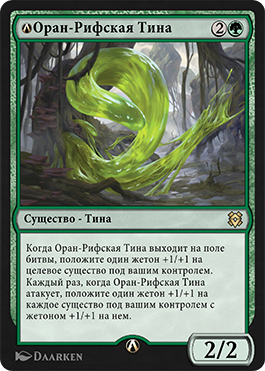 Оран-Рифская Тина 2
Существо - Тина
Когда Оран-Рифская Тина выходит на поле
битвы, положите один жетон +1/+1 на
целевое существо под вашим контролем.
Каждый раз, когда Оран-Рифская Тина
атакует, положите один жетон +1/+1 на
каждое существо под вашим контролем с
жетоном +1/+1 на нем.
Daarken
2/2